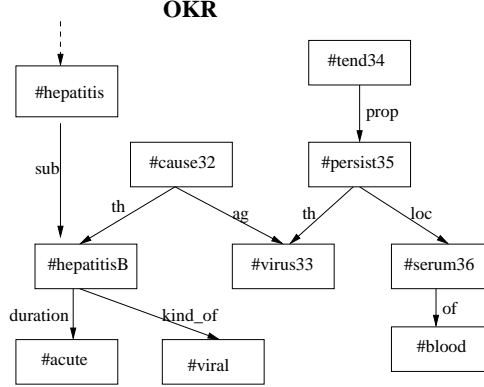 OKR
#tend34
#hepatitis
prop
sub
#cause32
#persist35
th
ag
th
loc
#hepatitisB
#virus33
#serum36
duration
kind_of
of
#acute
#viral
#blood